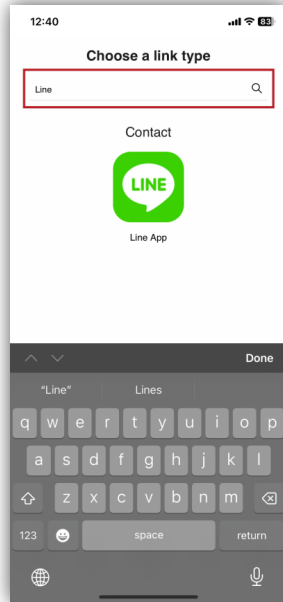 12:40
83
Choose a link type
Line
Contact
LINE
Line App
Done
“Line”
Lines
q w e r t y u i o p
a s d f g h j k l
z x c v b n m
123
space
return